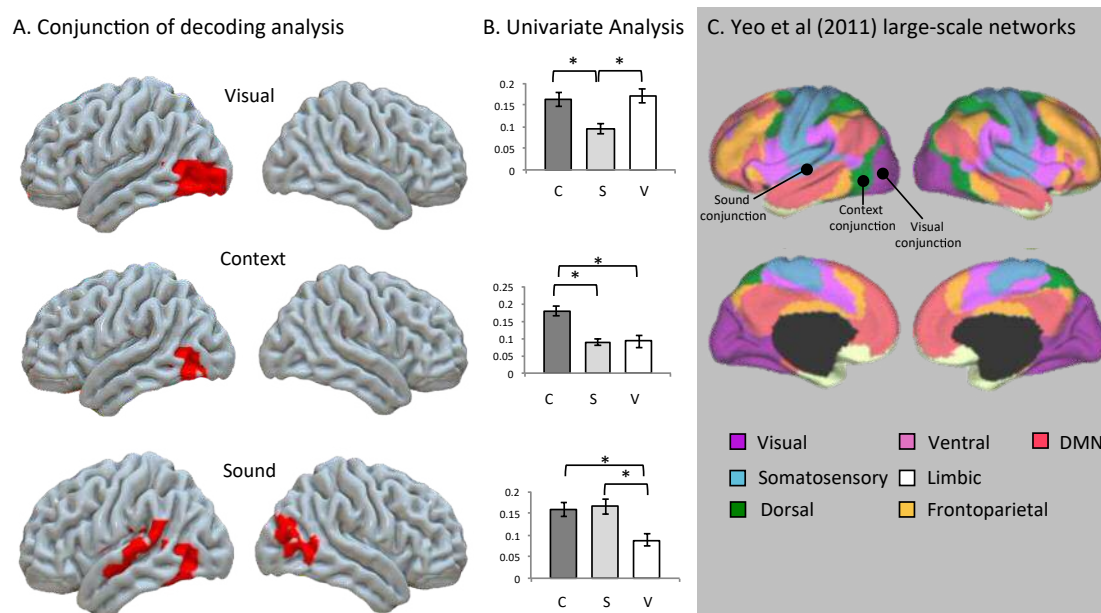 A. Conjunction of decoding analysis
B. Univariate Analysis
C. Yeo et al (2011) large-scale networks
Visual
* *
0.2
0.15
0.1
0.05
0
C S V
Sound conjunction
Context conjunction
Visual conjunction
Context
*
*
0.25
0.2
0.15
0.1
0.05
0
C S V
Visual
Ventral
DMN
Somatosensory
Limbic
Dorsal
Frontoparietal
Sound
*
*
0.2
0.15
0.1
0.05
0
C S V